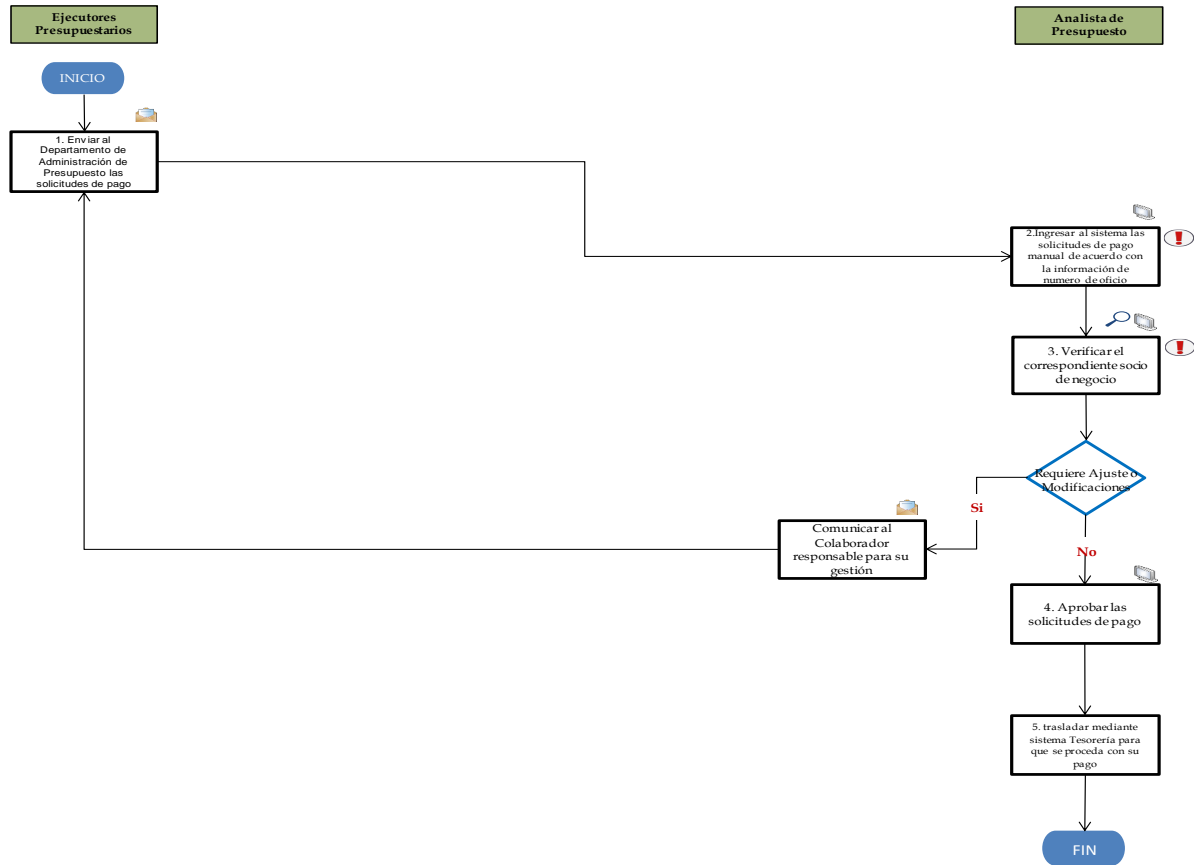 Ejecutores
Presupuestarios
Analista de
Presupuesto
INICIO
1. Enviar al
Departamento de
Administración de
Presupuesto las
solicitudes de pago
2.Ingresar al sistema las
solicitudes de pago
manual de acuerdo con
la información de
numero de oficio
3. Verificar el
correspondiente socio
de negocio
Requiere Ajuste o
Modificaciones
Si
No
Comunicar al
Colaborador
responsable para su
gestión
4. Aprobar las
solicitudes de pago
5. trasladar mediante
sistema Tesorería para
que se proceda con su
pago
FIN